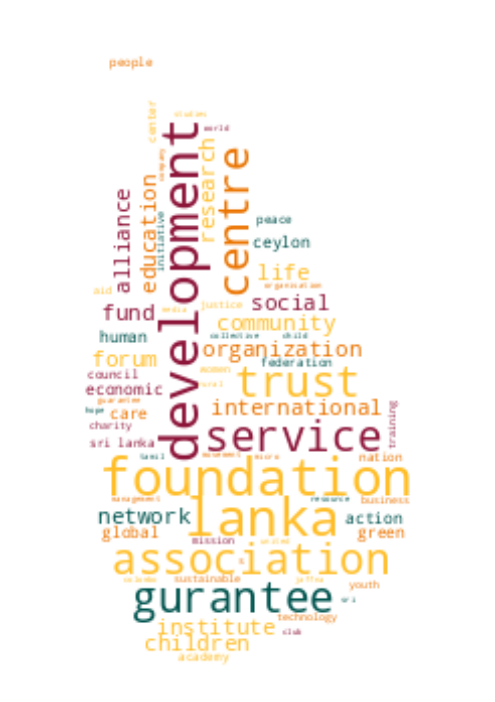 people
center
studies
world
development
company
research
centre
education
alliance
initiative
peace
ceylon
life
organisation
aid
fund
media
justice
social
community
human
collective
child
organization
forum
federation
women
council
trust
economic
rural
guarantee
international
hope
care
training
charity
service
sri lanka
tamil
movement
micro
nation
foundation
management
resource
business
lanka
network
action
global
green
mission
united
association
colombo
sustainable
jaffna
youth
gurantee
sri
technology
institute
club
children
academy